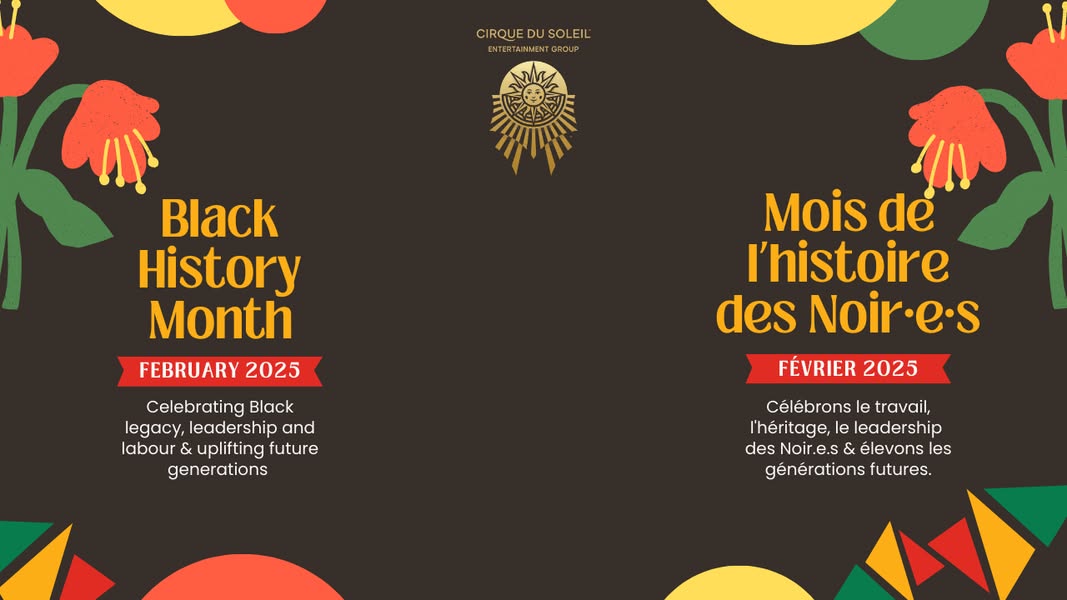 CIRQUE DU SOLEIL
ENTERTAINMENT GROUP
Black
History
Month
FEBRUARY 2025
Celebrating Black
legacy, leadership and
labour & uplifting future
generations
Mois de
l'histoire
des Noir·e·s
FÉVRIER 2025
Célébrons le travail,
l'héritage, le leadership
des Noir.e.s & élevons les
générations futures.